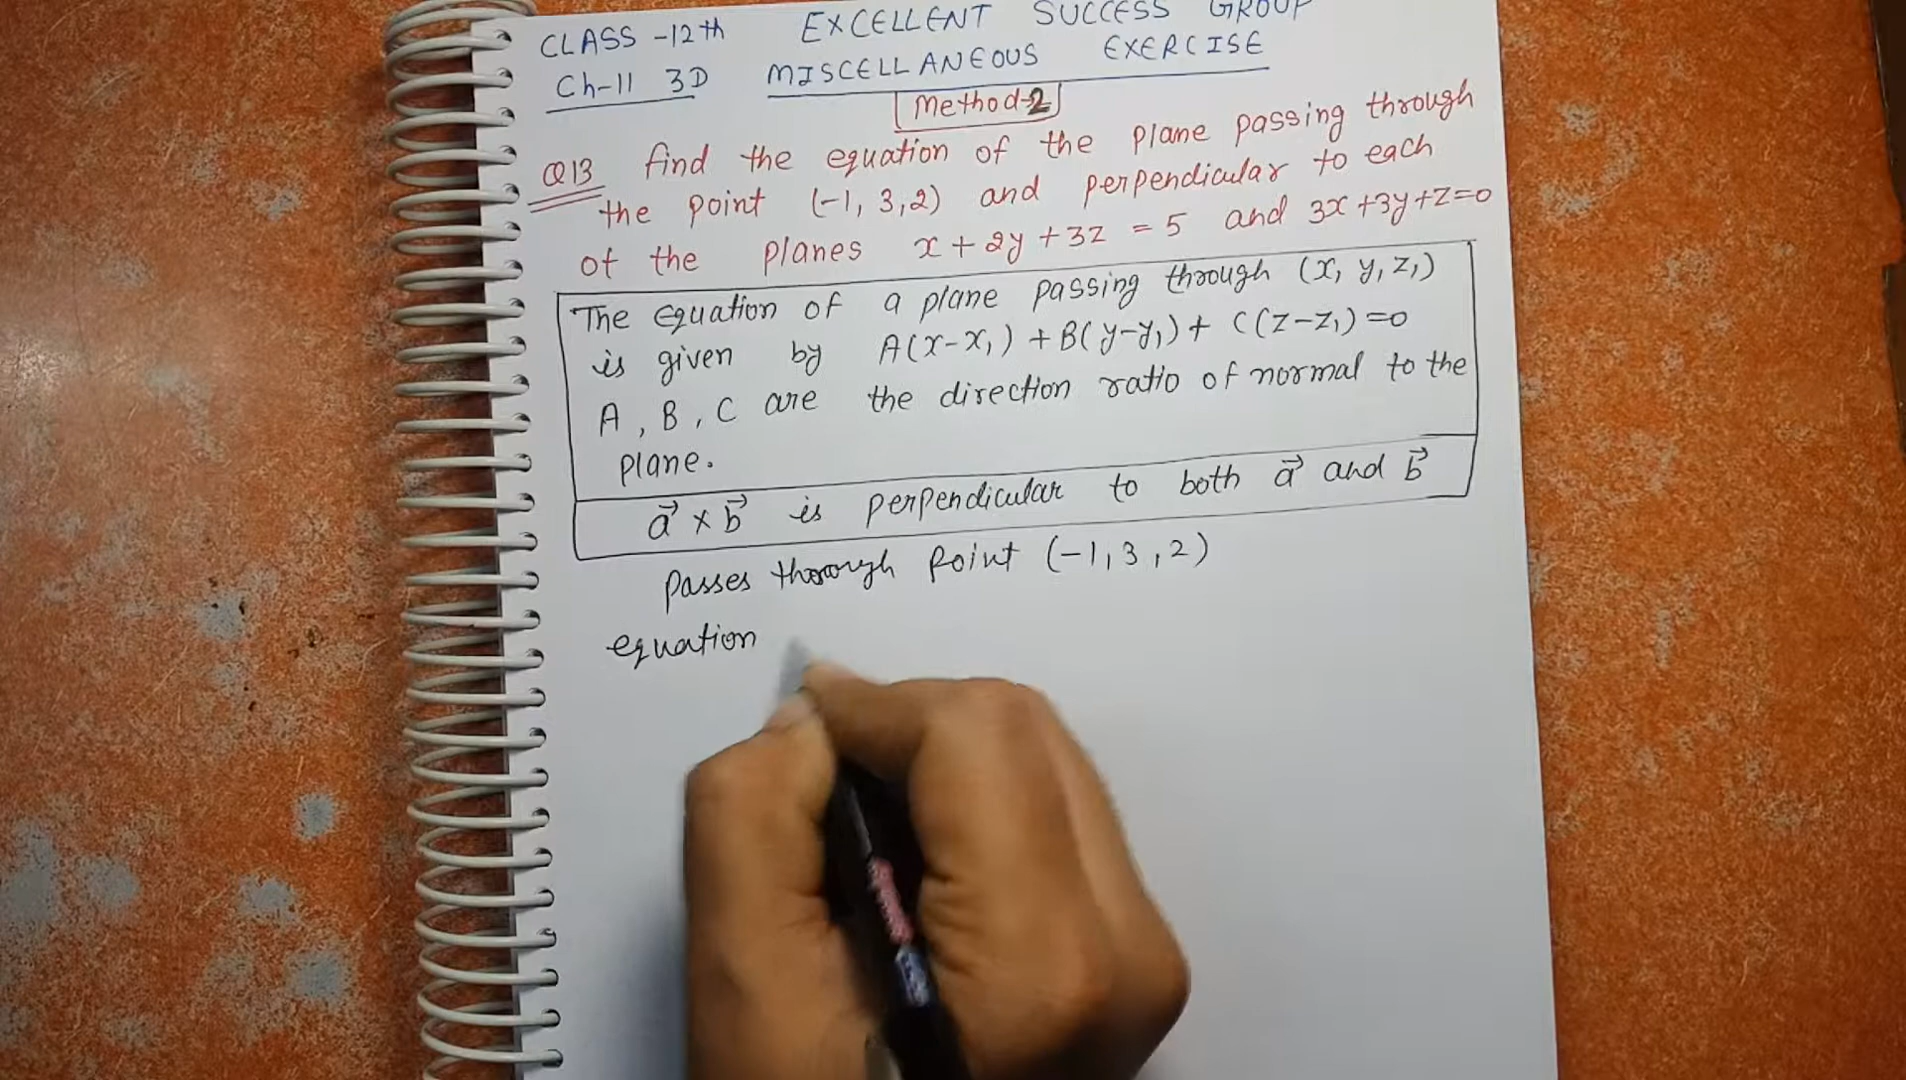 CLASS -12th EXCELLENT SUCCESS GROUP
Ch-11 3D MISCELLANEOUS EXERCISE
Method-2
Q13 find the equation of the plane passing through
the point (-1, 3,2) and perpendicular to each
of the planes x + 2y + 3z = 5 and 3x +3y+z=0
The equation of a plane passing through (x₁ y₁ z₁)
is given by A(x-x₁) + B(y-y₁) + C(z-z₁) =0
A, B, C are the direction ratio of normal to the
plane.
a⃗ × b⃗ is perpendicular to both a⃗ and b⃗
Passes thorough Point (-1,3,2)
equation